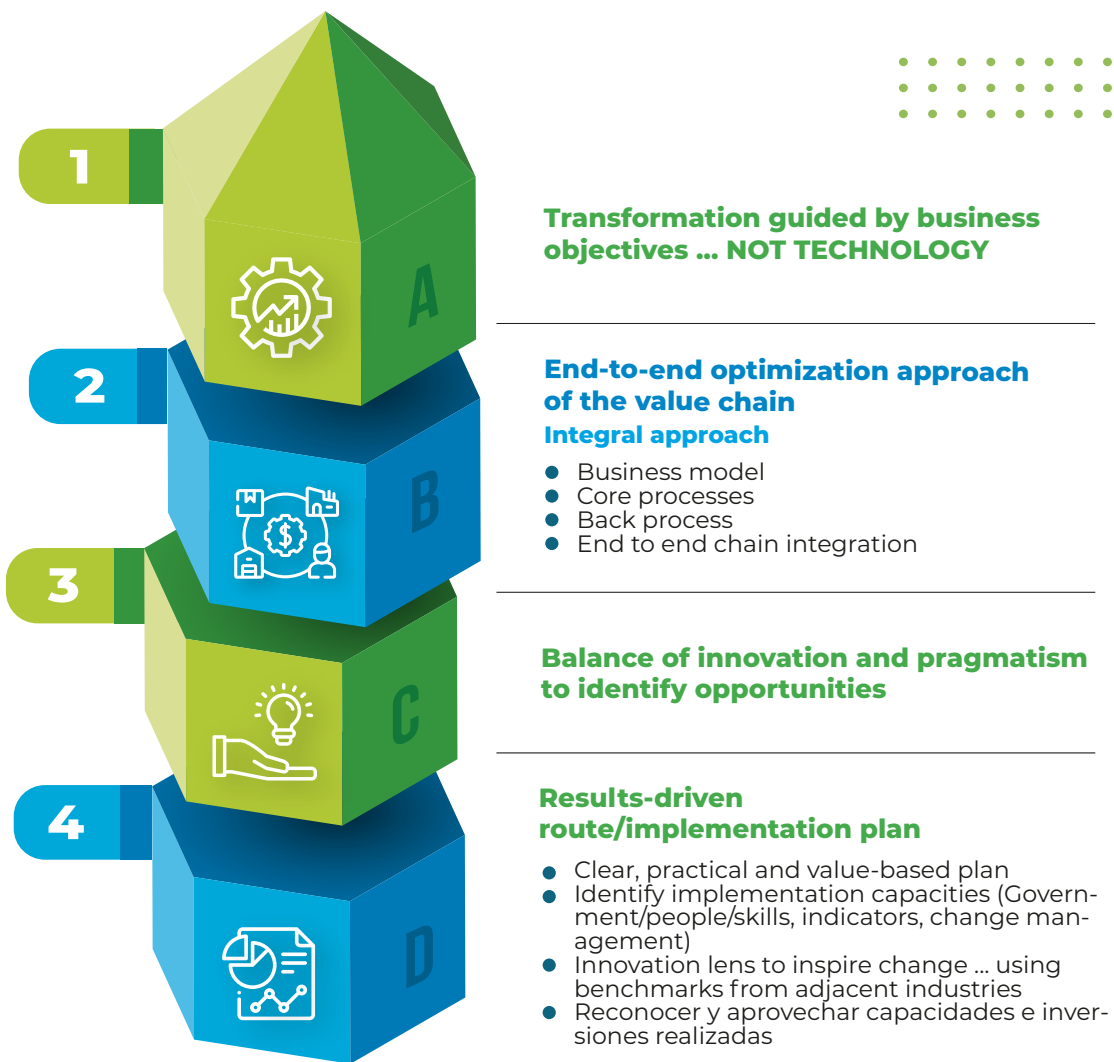 1
A
Transformation guided by business
objectives ... NOT TECHNOLOGY
2
B
$
End-to-end optimization approach
of the value chain
Integral approach
Business model
Core processes
Back process
End to end chain integration
3
C
Balance of innovation and pragmatism
to identify opportunities
4
D
Results-driven
route/implementation plan
Clear, practical and value-based plan
Identify implementation capacities (Govern-
ment/people/skills, indicators, change man-
agement)
Innovation lens to inspire change ... using
benchmarks from adjacent industries
Reconocer y aprovechar capacidades e inver-
siones realizadas